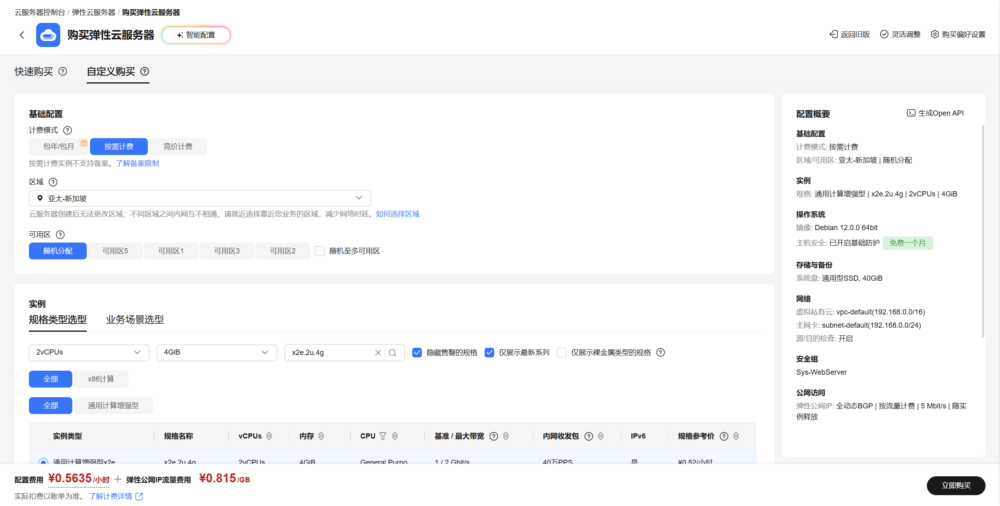 云服务器控制台 / 弹性云服务器 / 购买弹性云服务器
购买弹性云服务器
智能配置
返回旧版
灵活调整
购买偏好设置
快速购买
自定义购买
基础配置
计费模式
包年/包月
按需计费
竞价计费
按需计费实例不支持备案。了解备案限制
区域
亚太-新加坡
云服务器创建后无法更改区域；不同区域之间内网互不相通，请就近选择靠近您业务的区域，减少网络时延。如何选择区域
可用区
随机分配
可用区5
可用区1
可用区3
可用区2
随机至多可用区
实例
规格类型选型
业务场景选型
2vCPUs
4GiB
x2e.2u.4g
隐藏售罄的规格
仅展示最新系列
仅展示裸金属类型的规格
全部
x86计算
全部
通用计算增强型
实例类型
规格名称
vCPUs
内存
CPU
基准 / 最大带宽
内网收发包
IPv6
规格参考价
通用计算增强型x2e
x2e.2u.4g
2vCPUs
4GiB
General Purpo
1 / 2 Gbit/s
40万PPS
是
¥0.52/小时
配置概要
生成Open API
基础配置
计费模式: 按需计费
区域/可用区: 亚太-新加坡 | 随机分配
实例
规格: 通用计算增强型 | x2e.2u.4g | 2vCPUs | 4GiB
操作系统
镜像: Debian 12.0.0 64bit
主机安全: 已开启基础防护 免费一个月
存储与备份
系统盘: 通用型SSD, 40GiB
网络
虚拟私有云: vpc-default(192.168.0.0/16)
主网卡: subnet-default(192.168.0.0/24)
源/目的检查: 开启
安全组
Sys-WebServer
公网访问
弹性公网IP: 全动态BGP | 按流量计费 | 5 Mbit/s | 随实
例释放
配置费用 ¥0.5635/小时 + 弹性公网IP流量费用 ¥0.815/GB
实际扣费以账单为准。 了解计费详情
立即购买